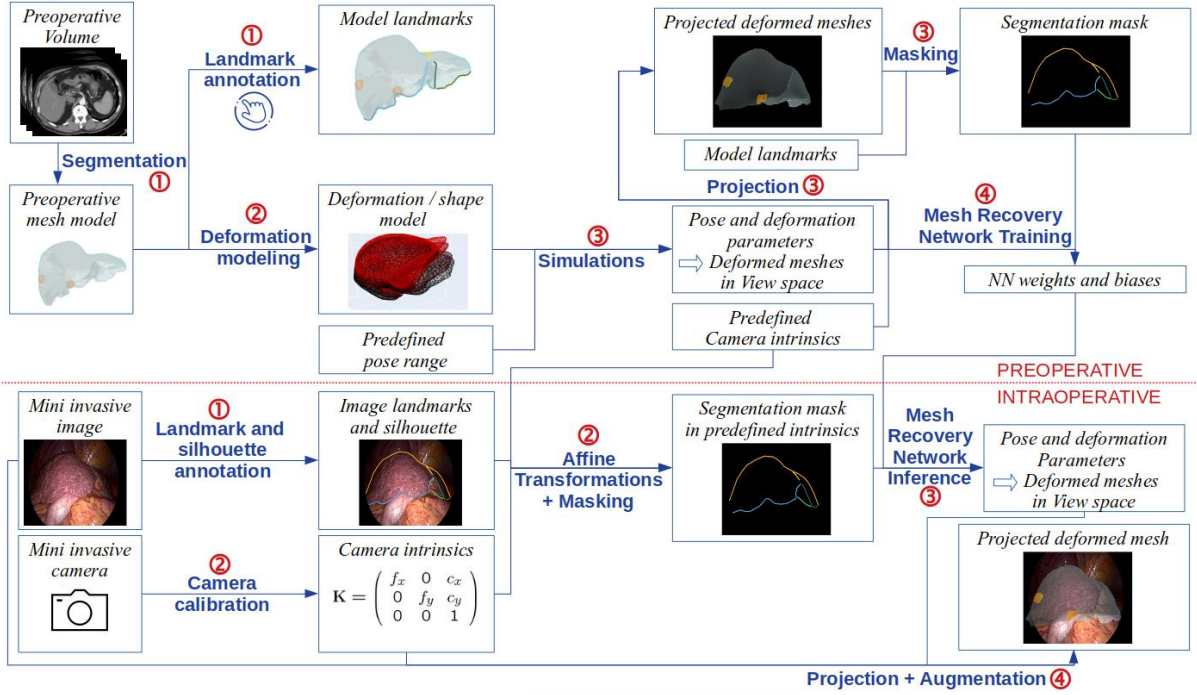 Preoperative
Volume
①
Landmark
annotation
Model landmarks
Projected deformed meshes
③
Masking
Segmentation mask
Segmentation
①
Model landmarks
Projection ③
Preoperative
mesh model
②
Deformation
modeling
Deformation / shape
model
③
Simulations
Pose and deformation
parameters
Deformed meshes
in View space
④
Mesh Recovery
Network Training
NN weights and biases
Predefined
pose range
Predefined
Camera intrinsics
PREOPERATIVE
INTRAOPERATIVE
Mini invasive
image
①
Landmark and
silhouette
annotation
Image landmarks
and silhouette
②
Affine
Transformations
+ Masking
Segmentation mask
in predefined intrinsics
Mesh
Recovery
Network
Inference
③
Pose and deformation
Parameters
Deformed meshes
in View space
Mini invasive
camera
②
Camera
calibration
Camera intrinsics
K =
f_x 0 c_x
0 f_y c_y
0 0 1
Projected deformed mesh
Projection + Augmentation ④